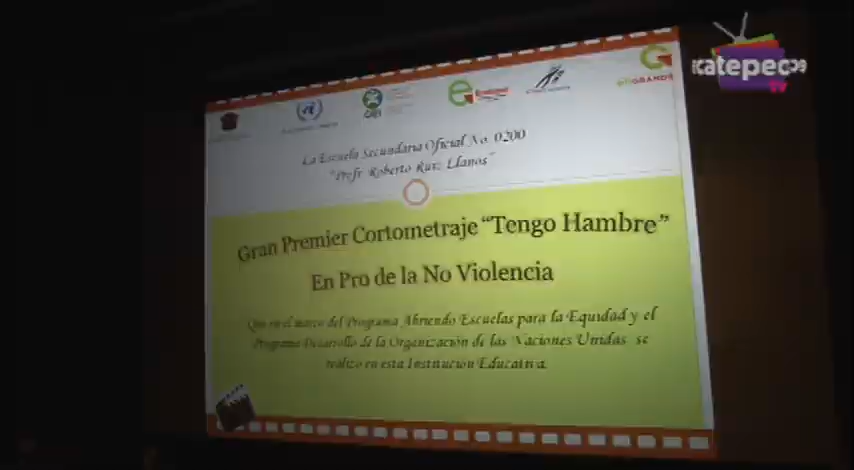 katepec
TV
GRANDE
La Escuela Secundaria Oficial No. 0200
"Profr. Roberto Ruiz Llanos"
Gran Premier Cortometraje "Tengo Hambre"
En Pro de la No Violencia
Que en el marco del Programa Abriendo Escuelas para la Equidad y el
Programa Desarrollo de la Organización de las Naciones Unidas se
realizo en esta Institución Educativa.